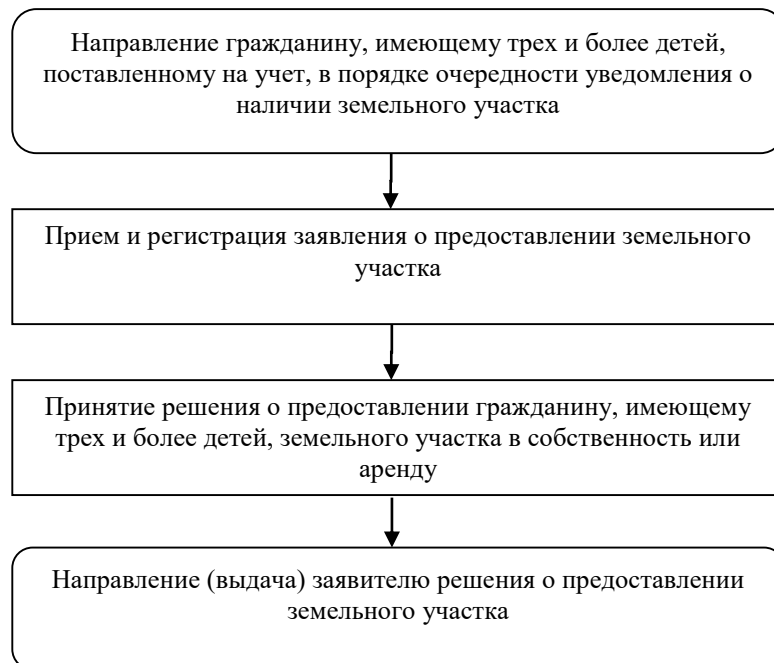 Направление гражданину, имеющему трех и более детей,
поставленному на учет, в порядке очередности уведомления о
наличии земельного участка
Прием и регистрация заявления о предоставлении земельного
участка
Принятие решения о предоставлении гражданину, имеющему
трех и более детей, земельного участка в собственность или
аренду
Направление (выдача) заявителю решения о предоставлении
земельного участка